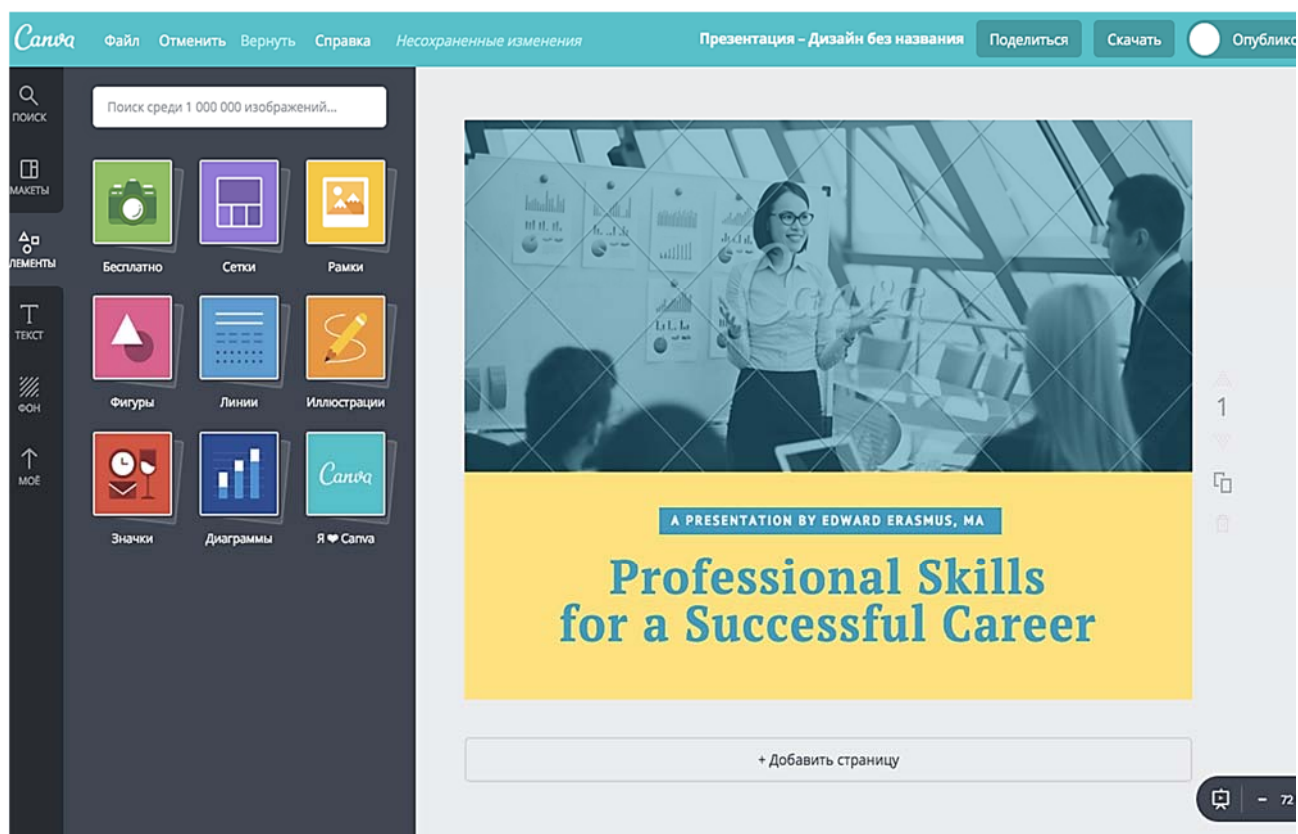 Canva
Файл Отменить Вернуть Справка Несохраненные изменения Презентация – Дизайн без названия Поделиться Скачать Опублико
ПОИСК
МАКЕТЫ
ЛЕМЕНТЫ
ТЕКСТ
ФОН
МОЁ
Поиск среди 1 000 000 изображений...
Бесплатно Сетки Рамки
Фигуры Линии Иллюстрации
Canva
Значки Диаграммы Я ❤ Canva
Canva
A PRESENTATION BY EDWARD ERASMUS, MA
Professional Skills
for a Successful Career
1
+ Добавить страницу
– 72